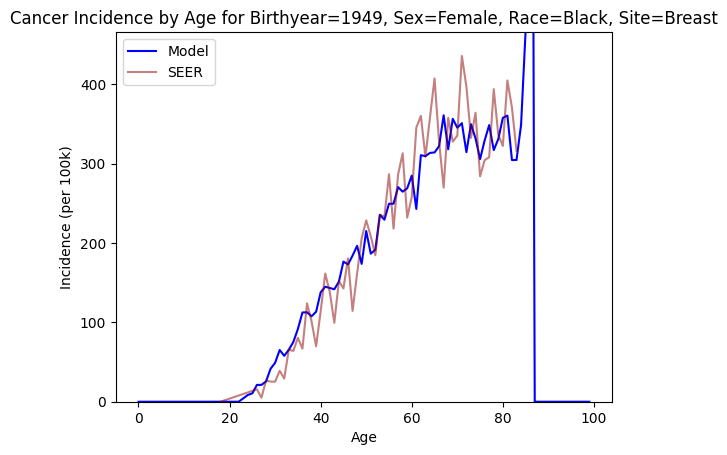 Cancer Incidence by Age for Birthyear=1949, Sex=Female, Race=Black, Site=Breast
Model
SEER
400
300
200
100
0
Incidence (per 100k)
0 20 40 60 80 100
Age